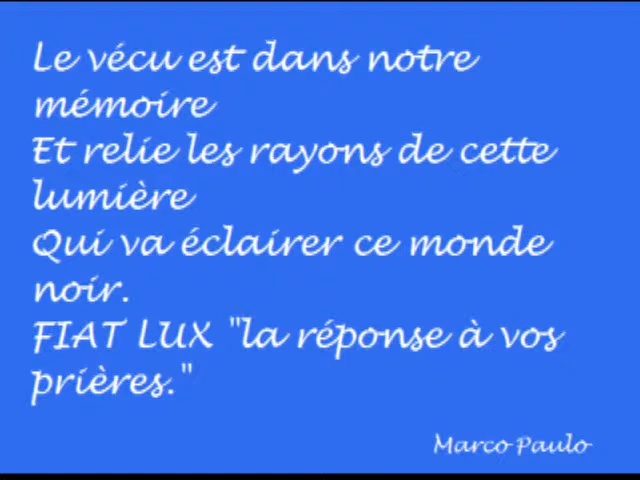 Le vécu est dans notre
mémoire
Et relie les rayons de cette
lumière
Qui va éclairer ce monde
noir.
FIAT LUX "la réponse à vos
prières."
Marco Paulo